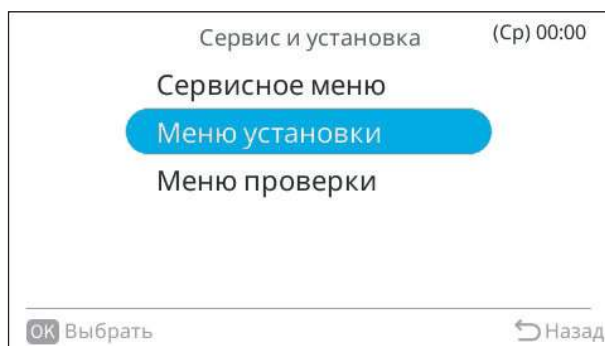 Сервис и установка (Ср) 00:00
Сервисное меню
Меню установки
Меню проверки
OK Выбрать Назад